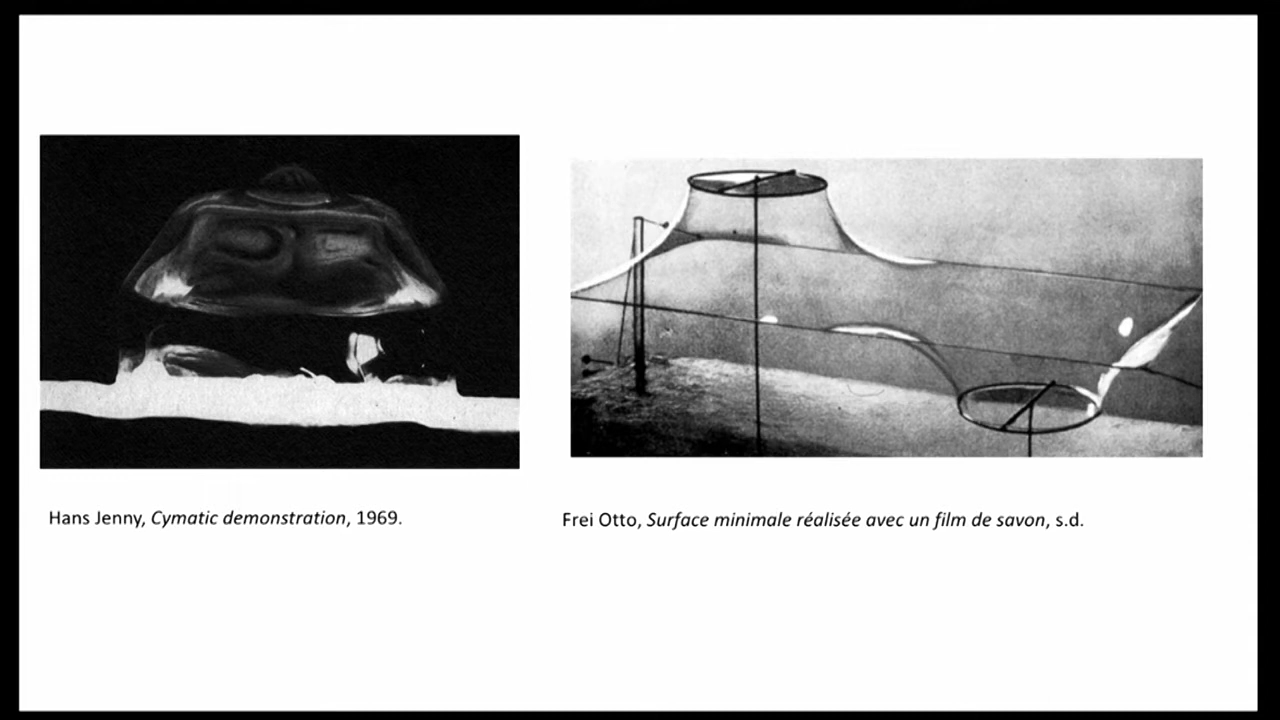 Hans Jenny, Cymatic demonstration, 1969.
Frei Otto, Surface minimale réalisée avec un film de savon, s.d.